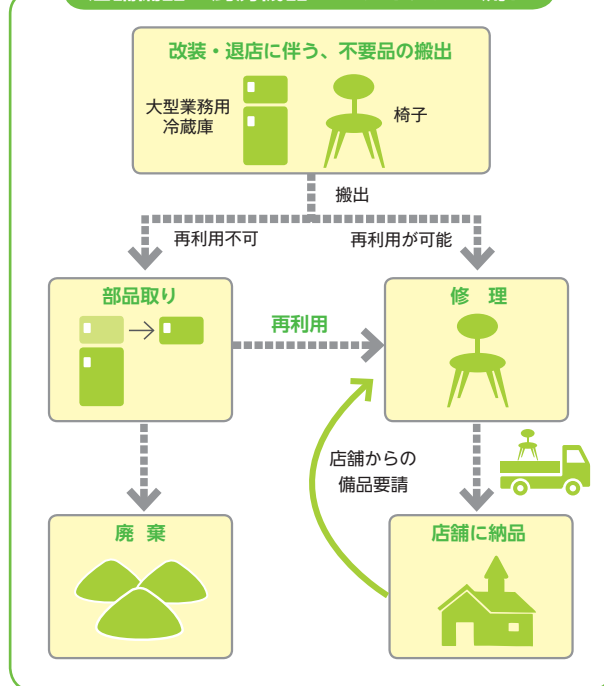 改装・退店に伴う、不要品の搬出
大型業務用
冷蔵庫
椅子
搬出
再利用不可
再利用が可能
部品取り
再利用
修 理
店舗からの
備品要請
廃 棄
店舗に納品